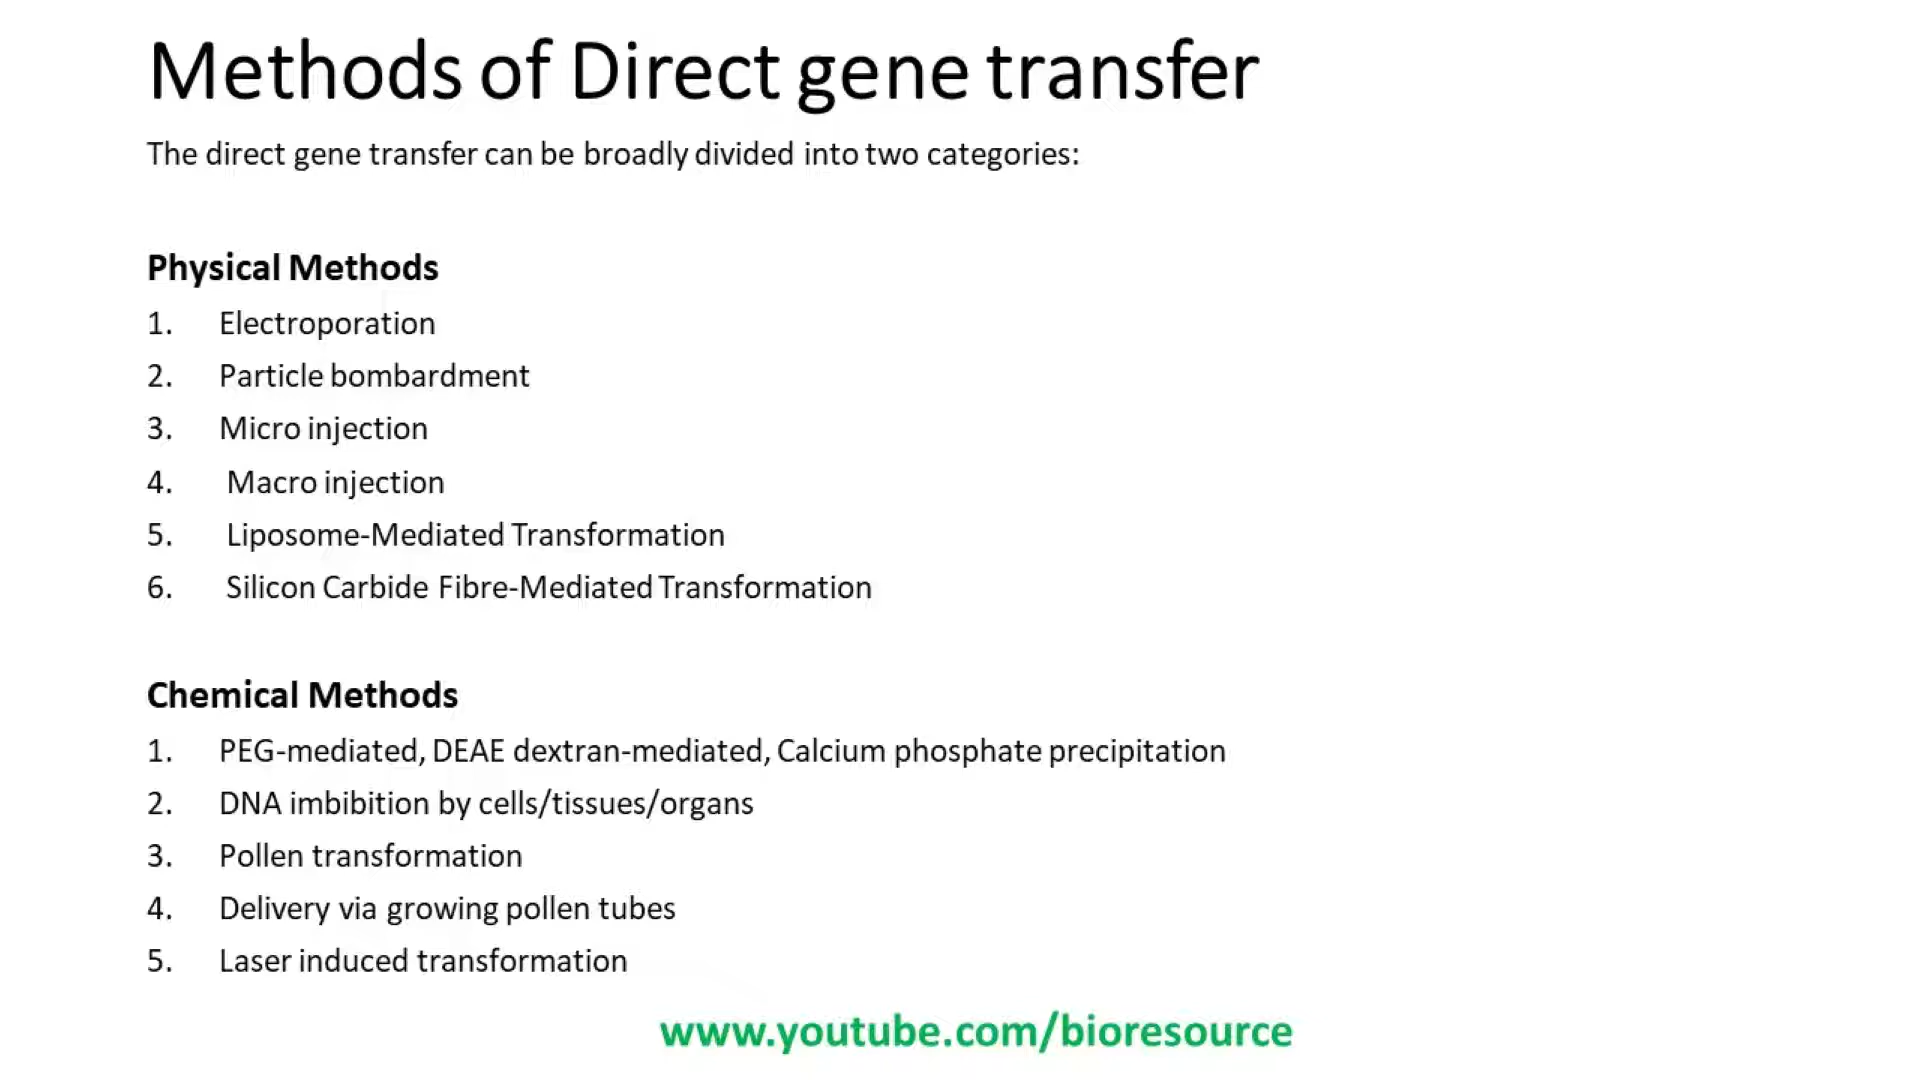 Methods of Direct gene transfer
The direct gene transfer can be broadly divided into two categories:
Physical Methods
1. Electroporation
2. Particle bombardment
3. Micro injection
4. Macro injection
5. Liposome-Mediated Transformation
6. Silicon Carbide Fibre-Mediated Transformation
Chemical Methods
1. PEG-mediated, DEAE dextran-mediated, Calcium phosphate precipitation
2. DNA imbibition by cells/tissues/organs
3. Pollen transformation
4. Delivery via growing pollen tubes
5. Laser induced transformation
www.youtube.com/bioresource